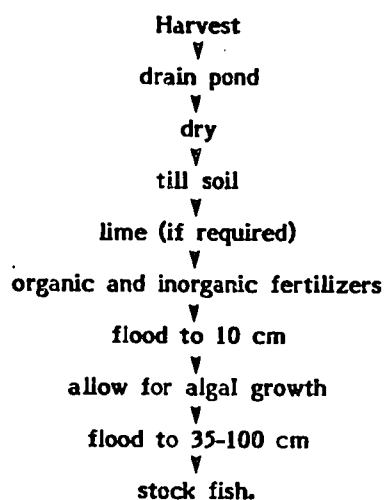 Harvest
drain pond
dry
till soil
lime (if required)
organic and inorganic fertilizers
flood to 10 cm
allow for algal growth
flood to 35-100 cm
stock fish.